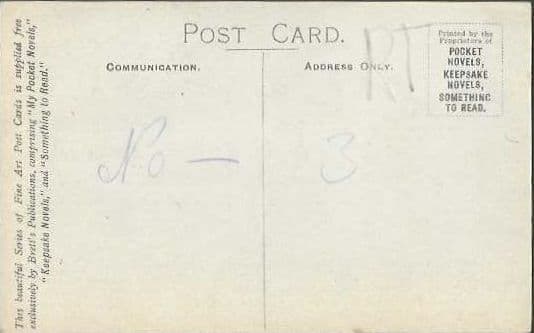 POST CARD.
RT
Printed by the
Proprietors of
POCKET
NOVELS,
KEEPSAKE
NOVELS,
SOMETHING
TO READ.
COMMUNICATION.
ADDRESS ONLY.
No — 3
This beautiful Series of Fine Art Post Cards is supplied free
exclusively by Brett's Publications, comprising "My Pocket Novels,"
"Keepsake Novels," and "Something to Read."